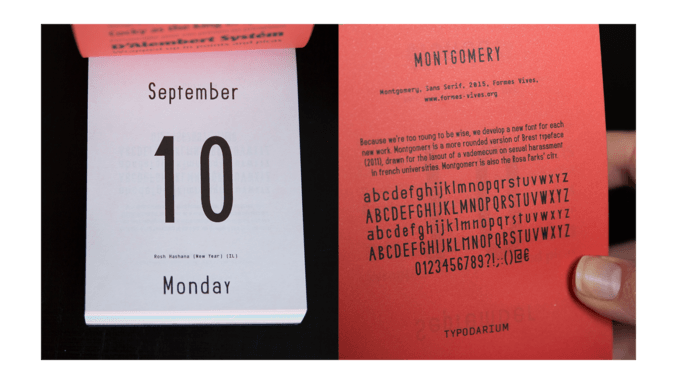 D'Alembert Systém
September
10
Rosh Hashana (New Year) (IL)
Monday
MONTGOMERY
Montgomery, Sans Serif, 2015, Formes Vives,
www.formes-vives.org
Because we're too young to be wise, we develop a new font for each
new work. Montgomery is a more rounded version of Brest typeface
(2011), drawn for the layout of a vademecum on sexual harassment
in french universities. Montgomery is also the Rosa Parks' city.
abcdefghijklmnopqrstuvwxyz
ABCDEFGHIJKLMNOPQRSTUVWXYZ
abcdefghijklmnopqrstuvwxyz
ABCDEFGHIJKLMNOPQRSTUVWXYZ
0123456789?!,:()@€
TYPODARIUM